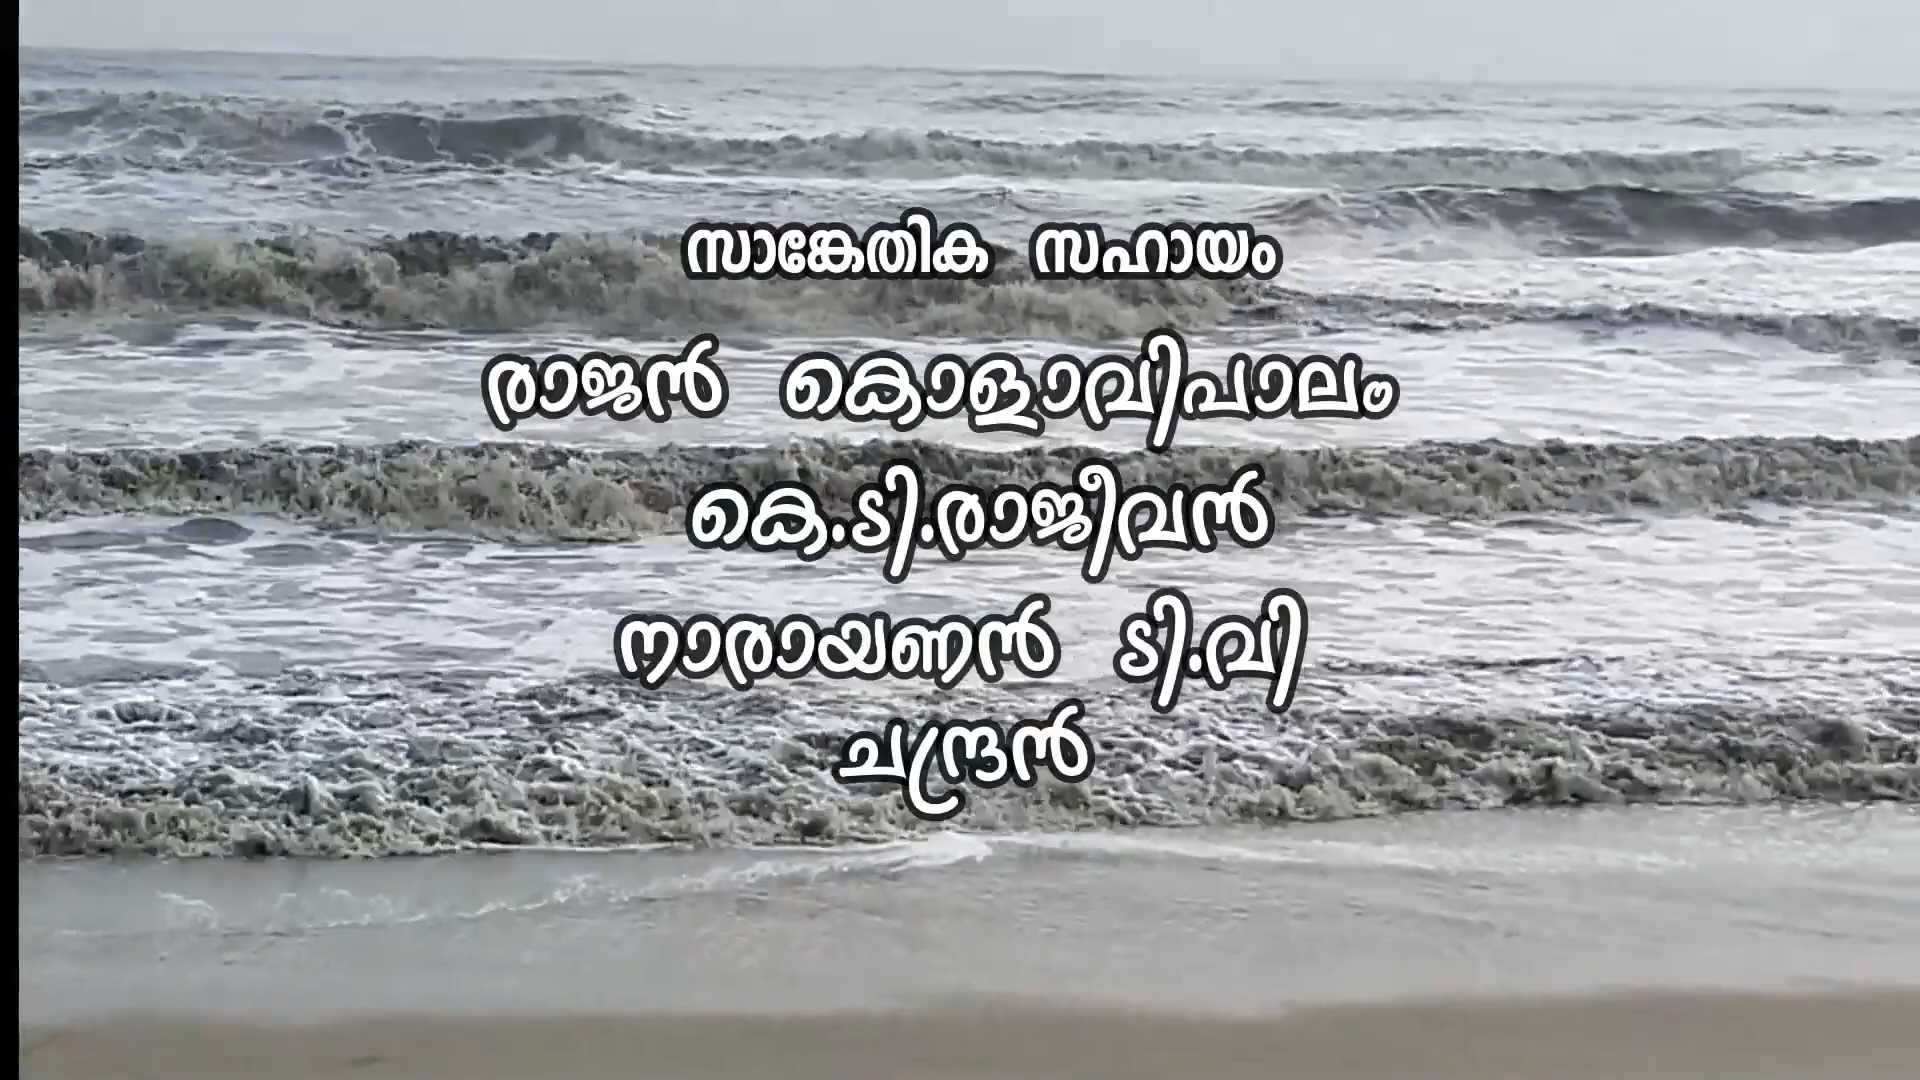 സാങ്കേതിക സഹായം
രാജൻ കൊളാവിപാലം
കെ.ടി.രാജീവൻ
നാരായണൻ ടി.വി
ചന്ദ്രൻ